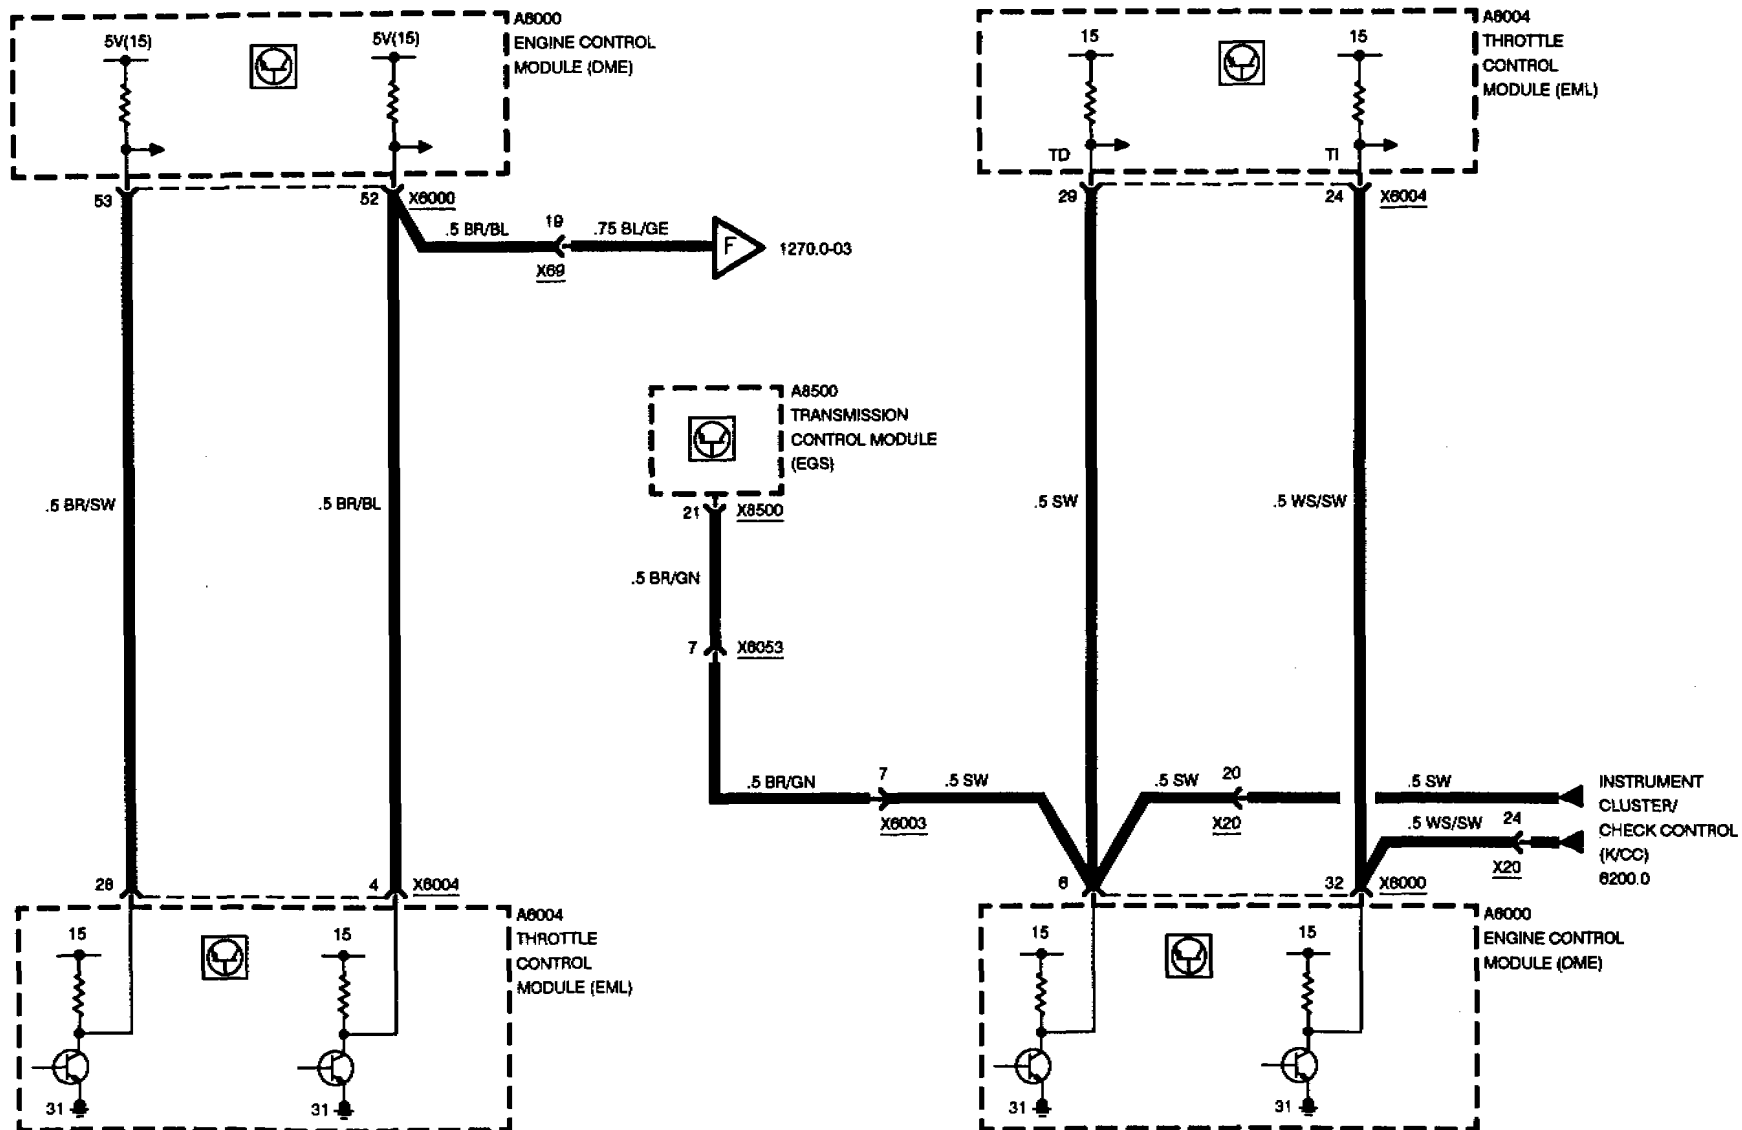 A6000
ENGINE CONTROL
MODULE (DME)
5V(15)
5V(15)
53
52
X6000
.5 BR/BL
19
X69
.75 BL/GE
F
1270.0-03
A6004
THROTTLE
CONTROL
MODULE (EML)
15
15
TD
TI
29
24
X6004
A8500
TRANSMISSION
CONTROL MODULE
(EGS)
21
X8500
.5 BR/SW
.5 BR/BL
.5 SW
.5 WS/SW
.5 BR/GN
7
X6053
.5 BR/GN
7
X6003
.5 SW
.5 SW
20
X20
.5 SW
.5 WS/SW
24
X20
INSTRUMENT
CLUSTER/
CHECK CONTROL
(K/CC)
6200.0
28
4
X6004
6
32
X6000
A6004
THROTTLE
CONTROL
MODULE (EML)
15
15
31
31
A6000
ENGINE CONTROL
MODULE (DME)
15
15
31
31